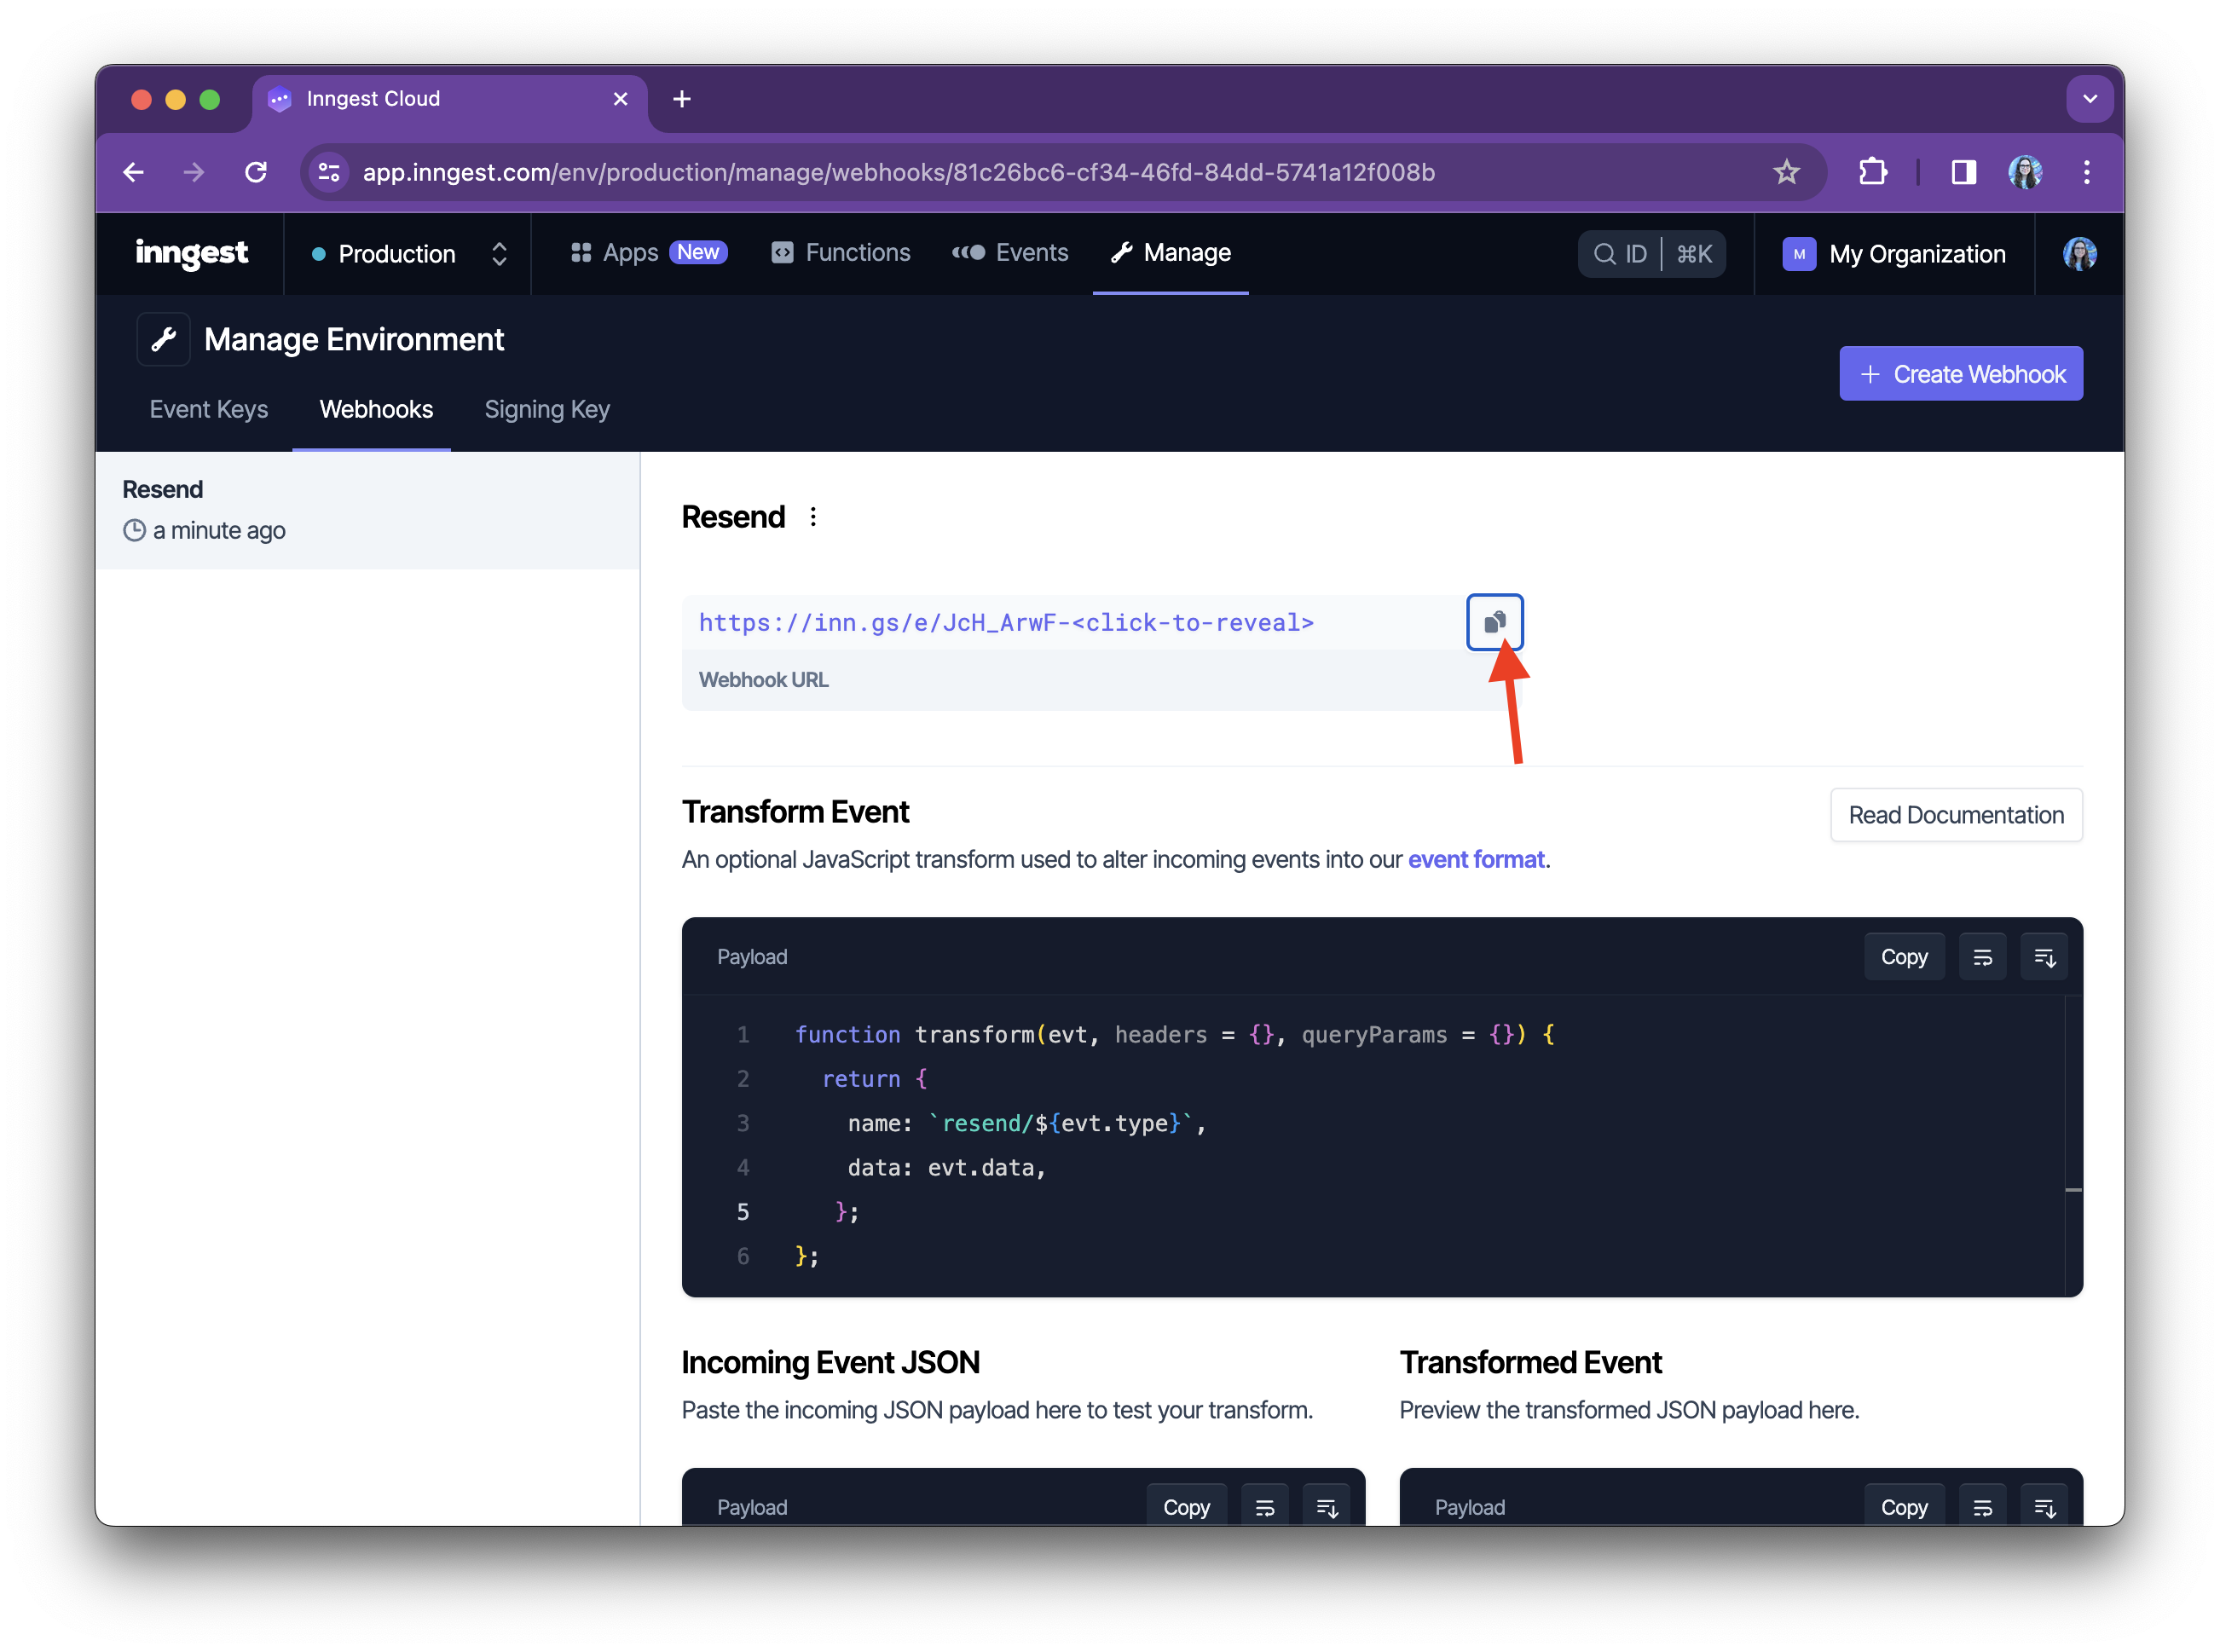 Inngest Cloud
app.inngest.com/env/production/manage/webhooks/81c26bc6-cf34-46fd-84dd-5741a12f008b
inngest
Production
Apps New
Functions
Events
Manage
ID ⌘K
M My Organization
Manage Environment
+ Create Webhook
Event Keys
Webhooks
Signing Key
Resend
a minute ago
Resend
https://inn.gs/e/JcH_ArwF-<click-to-reveal>
Webhook URL
Transform Event
Read Documentation
An optional JavaScript transform used to alter incoming events into our event format.
Payload
Copy
1 function transform(evt, headers = {}, queryParams = {}) {
2 return {
3 name: `resend/${evt.type}`,
4 data: evt.data,
5 };
6 };
Incoming Event JSON
Paste the incoming JSON payload here to test your transform.
Payload
Copy
Transformed Event
Preview the transformed JSON payload here.
Payload
Copy